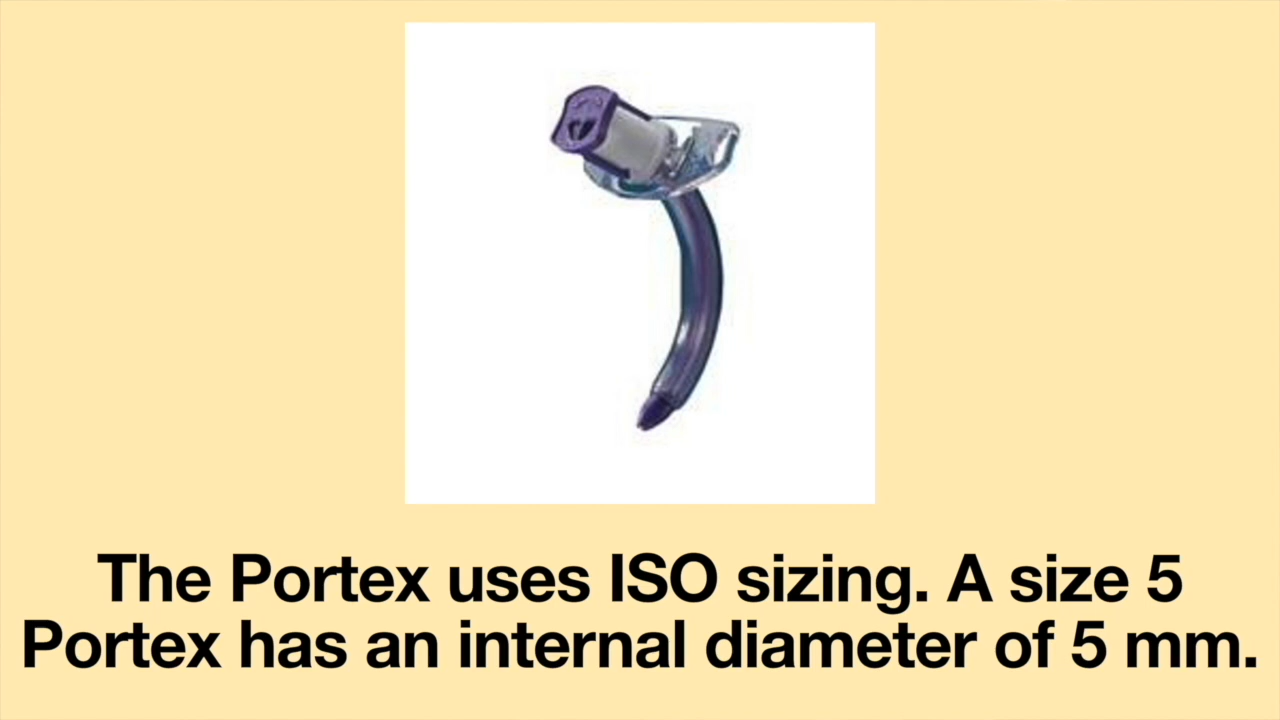 The Portex uses ISO sizing. A size 5
Portex has an internal diameter of 5 mm.